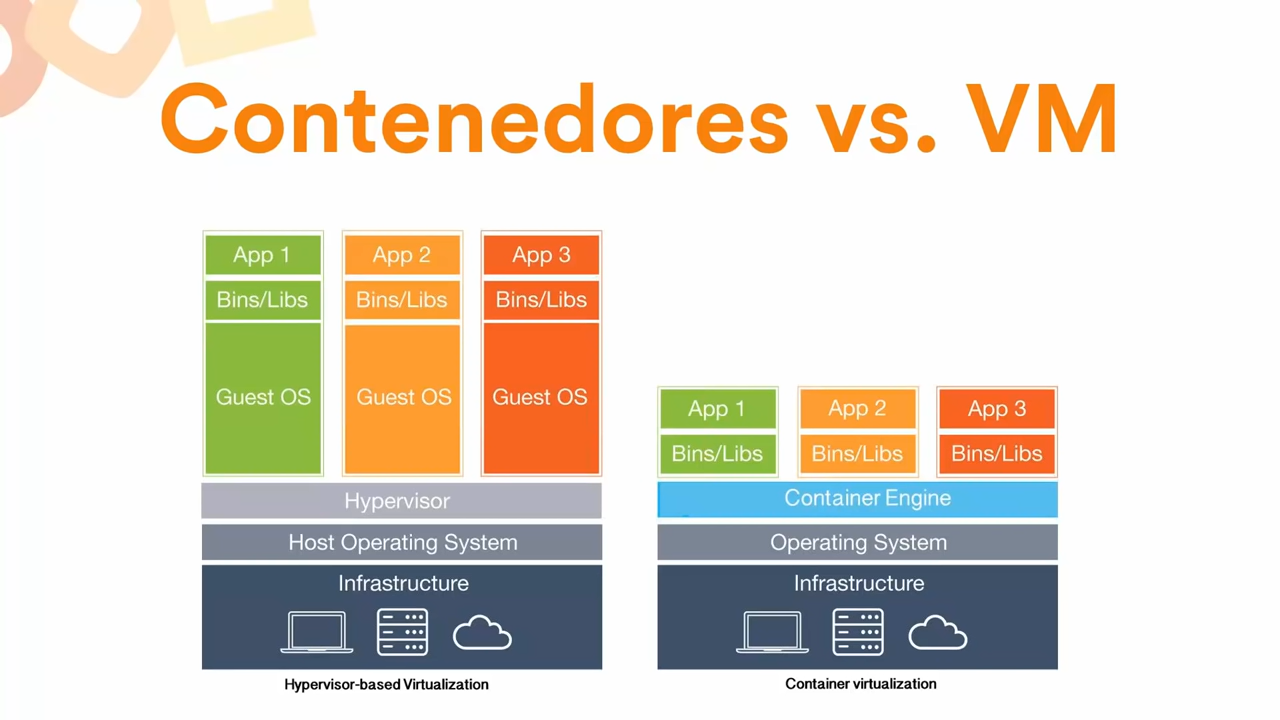 Contenedores vs. VM
App 1
App 2
App 3
Bins/Libs
Bins/Libs
Bins/Libs
Guest OS
Guest OS
Guest OS
Hypervisor
Host Operating System
Infrastructure
Hypervisor-based Virtualization
App 1
App 2
App 3
Bins/Libs
Bins/Libs
Bins/Libs
Container Engine
Operating System
Infrastructure
Container virtualization